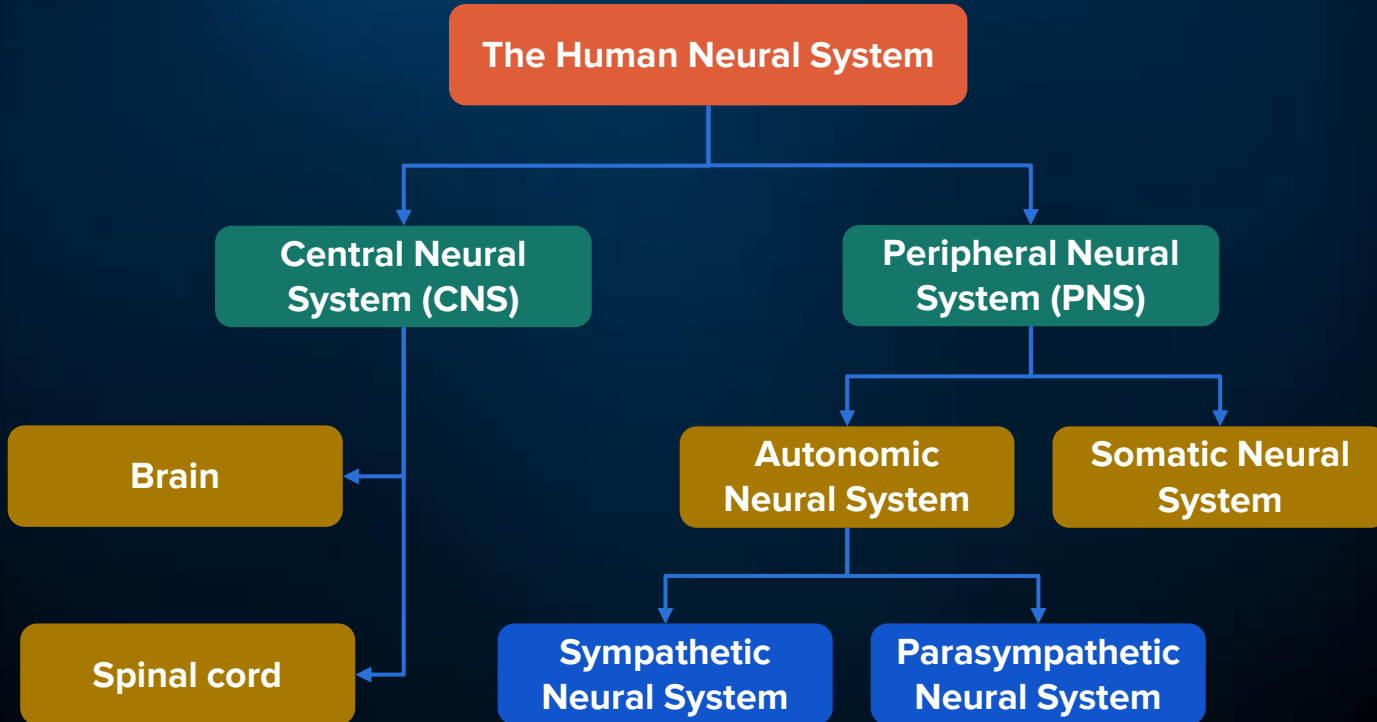 The Human Neural System
Central Neural
System (CNS)
Peripheral Neural
System (PNS)
Brain
Autonomic
Neural System
Somatic Neural
System
Spinal cord
Sympathetic
Neural System
Parasympathetic
Neural System